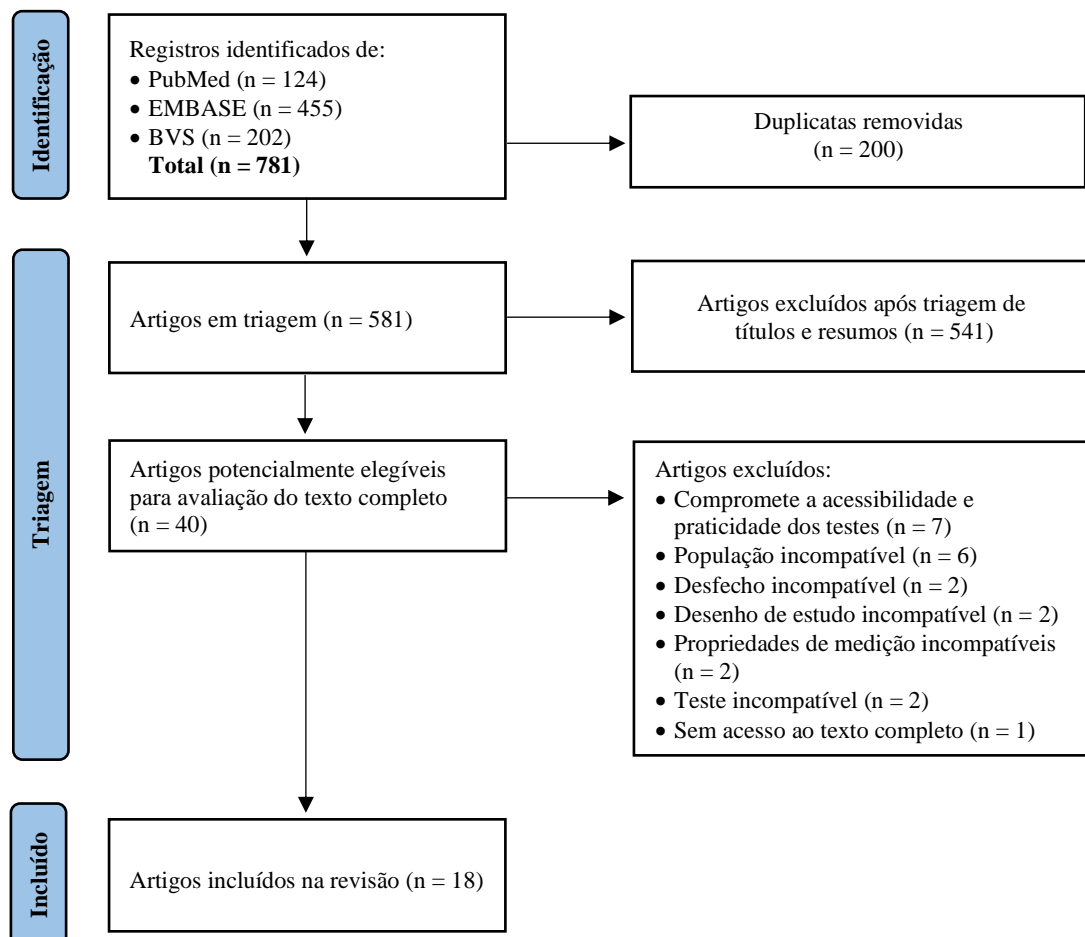 Identificação
Registros identificados de:
• PubMed (n = 124)
• EMBASE (n = 455)
• BVS (n = 202)
Total (n = 781)
Duplicatas removidas
(n = 200)
Triagem
Artigos em triagem (n = 581)
Artigos excluídos após triagem de
títulos e resumos (n = 541)
Artigos potencialmente elegíveis
para avaliação do texto completo
(n = 40)
Artigos excluídos:
• Compromete a acessibilidade e
praticidade dos testes (n = 7)
• População incompatível (n = 6)
• Desfecho incompatível (n = 2)
• Desenho de estudo incompatível (n = 2)
• Propriedades de medição incompatíveis
(n = 2)
• Teste incompatível (n = 2)
• Sem acesso ao texto completo (n = 1)
Incluído
Artigos incluídos na revisão (n = 18)